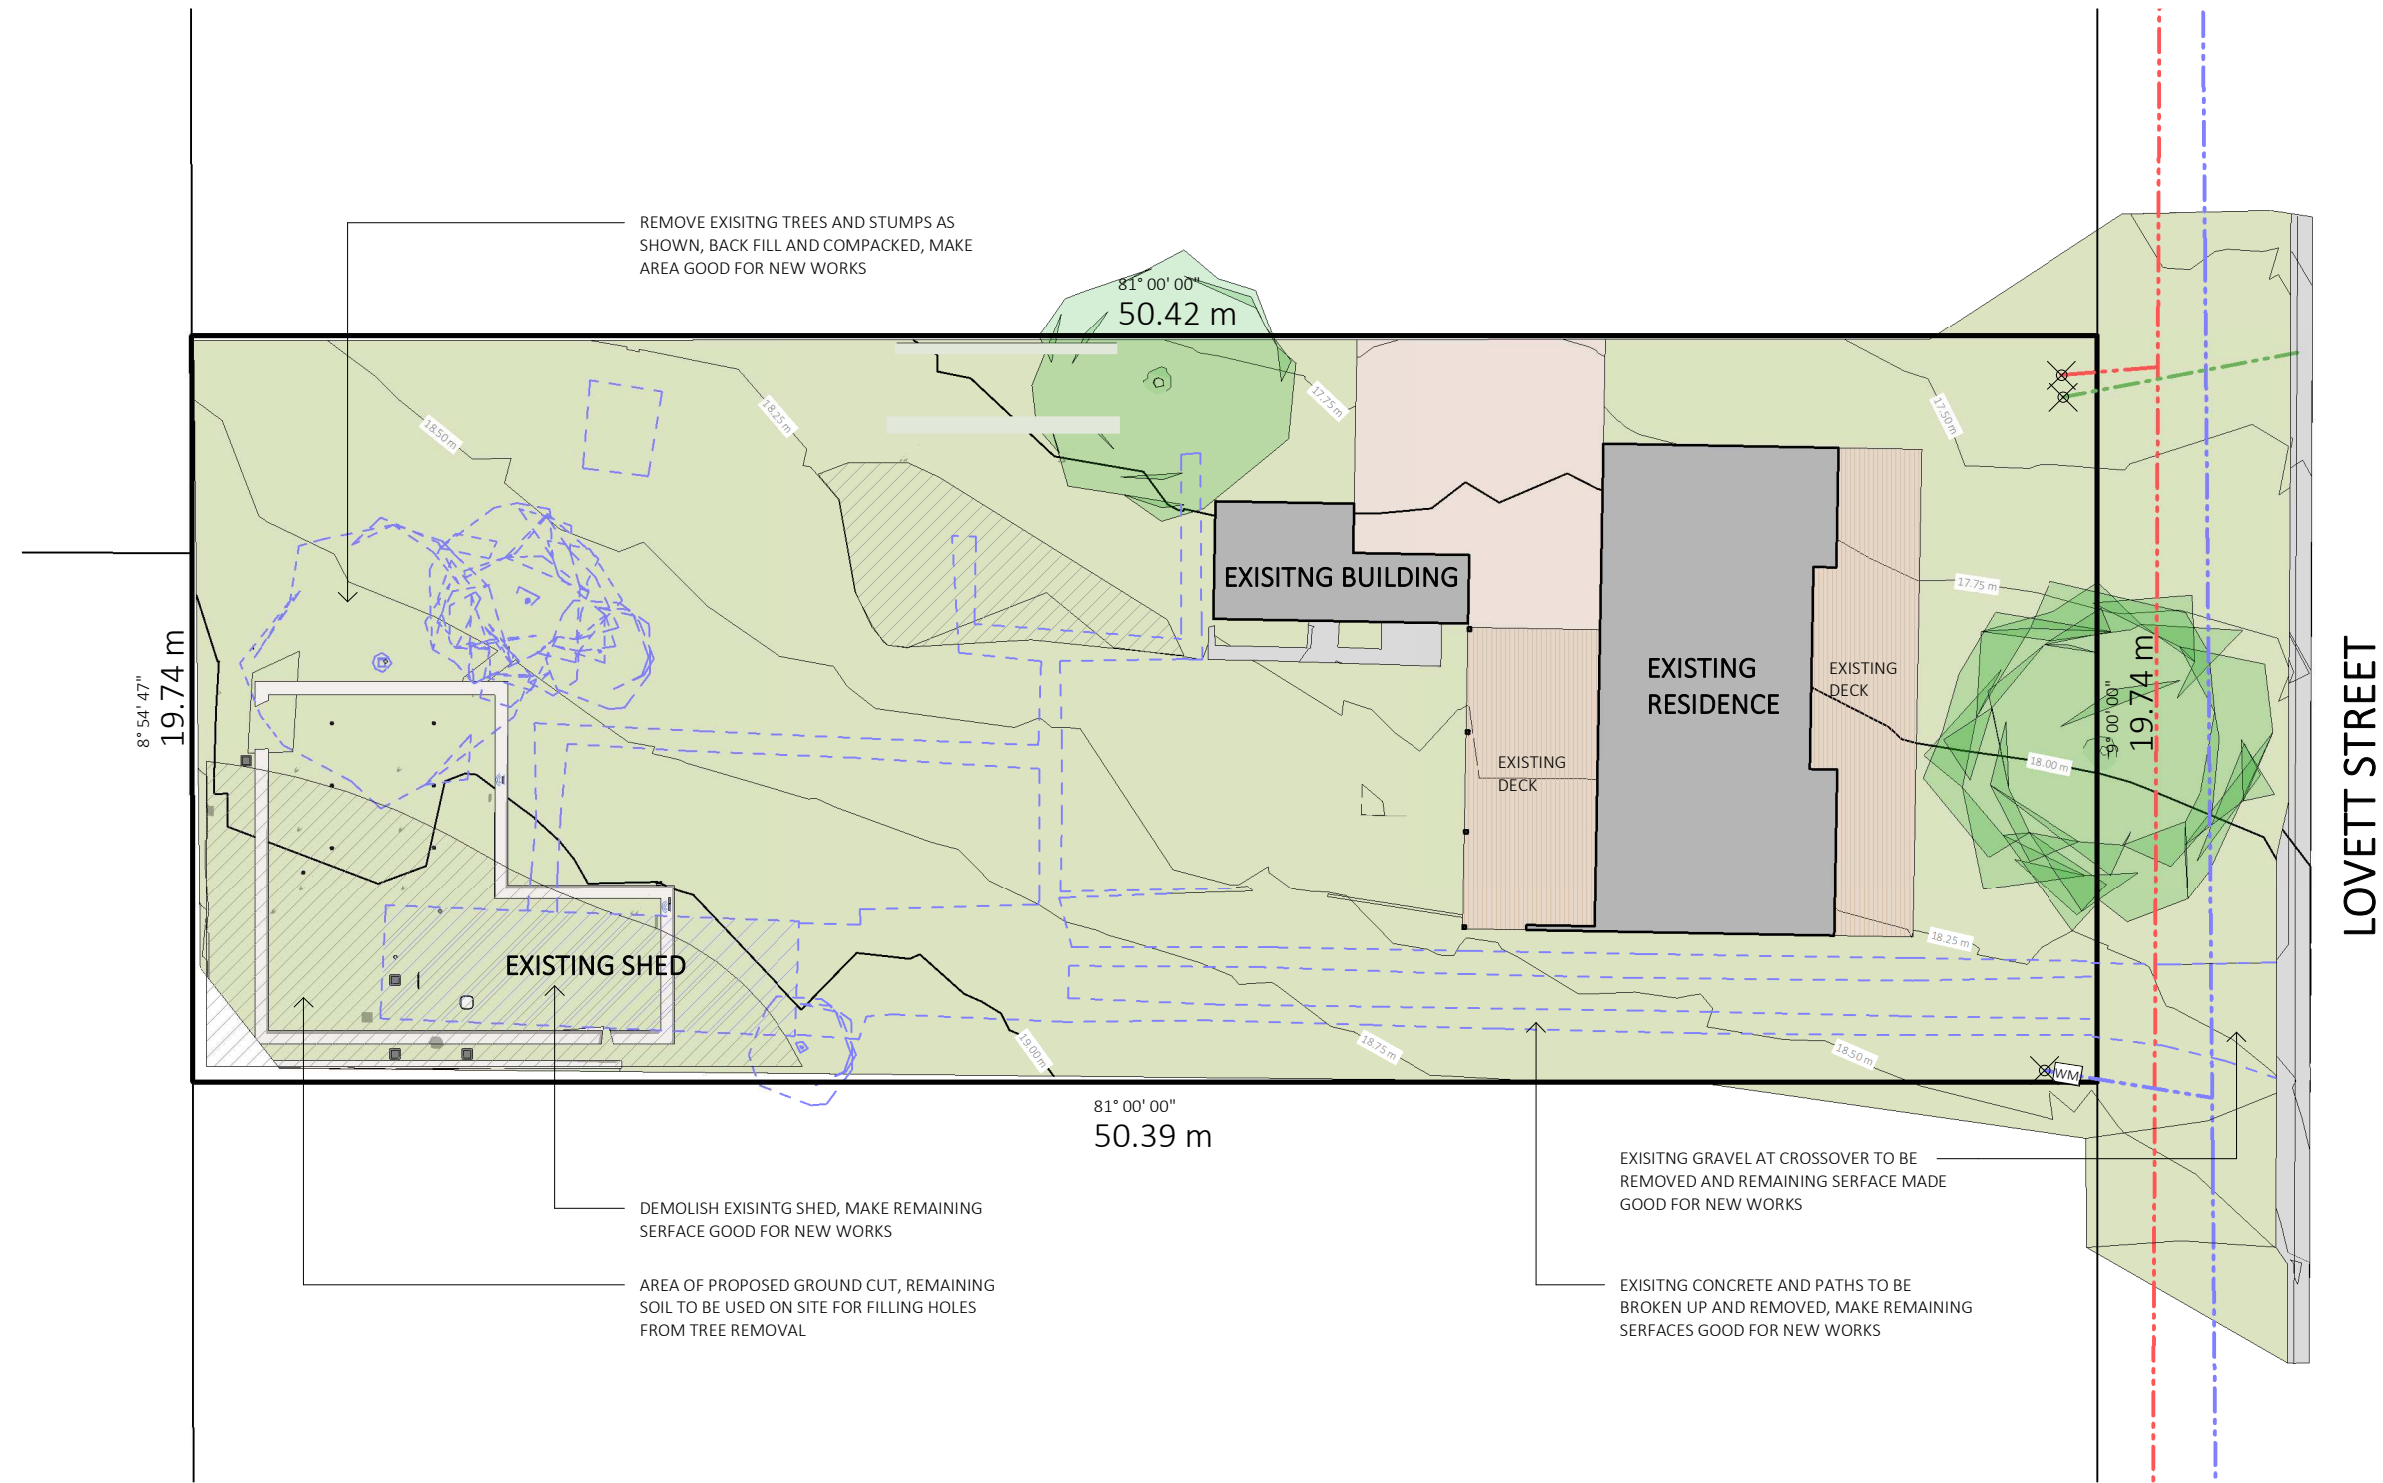 REMOVE EXISITNG TREES AND STUMPS AS
SHOWN, BACK FILL AND COMPACKED, MAKE
AREA GOOD FOR NEW WORKS
81° 00' 00"
50.42 m
18.50 m
18.25 m
17.75 m
17.50 m
EXISITNG BUILDING
17.75 m
8° 54' 47"
19.74 m
EXISTING
RESIDENCE
EXISTING
DECK
EXISTING
DECK
9° 00' 00"
19.74 m
18.00 m
LOVETT STREET
18.25 m
EXISTING SHED
19.00 m
18.75 m
18.50 m
WM
81° 00' 00"
50.39 m
DEMOLISH EXISINTG SHED, MAKE REMAINING
SERFACE GOOD FOR NEW WORKS
AREA OF PROPOSED GROUND CUT, REMAINING
SOIL TO BE USED ON SITE FOR FILLING HOLES
FROM TREE REMOVAL
EXISITNG GRAVEL AT CROSSOVER TO BE
REMOVED AND REMAINING SERFACE MADE
GOOD FOR NEW WORKS
EXISITNG CONCRETE AND PATHS TO BE
BROKEN UP AND REMOVED, MAKE REMAINING
SERFACES GOOD FOR NEW WORKS